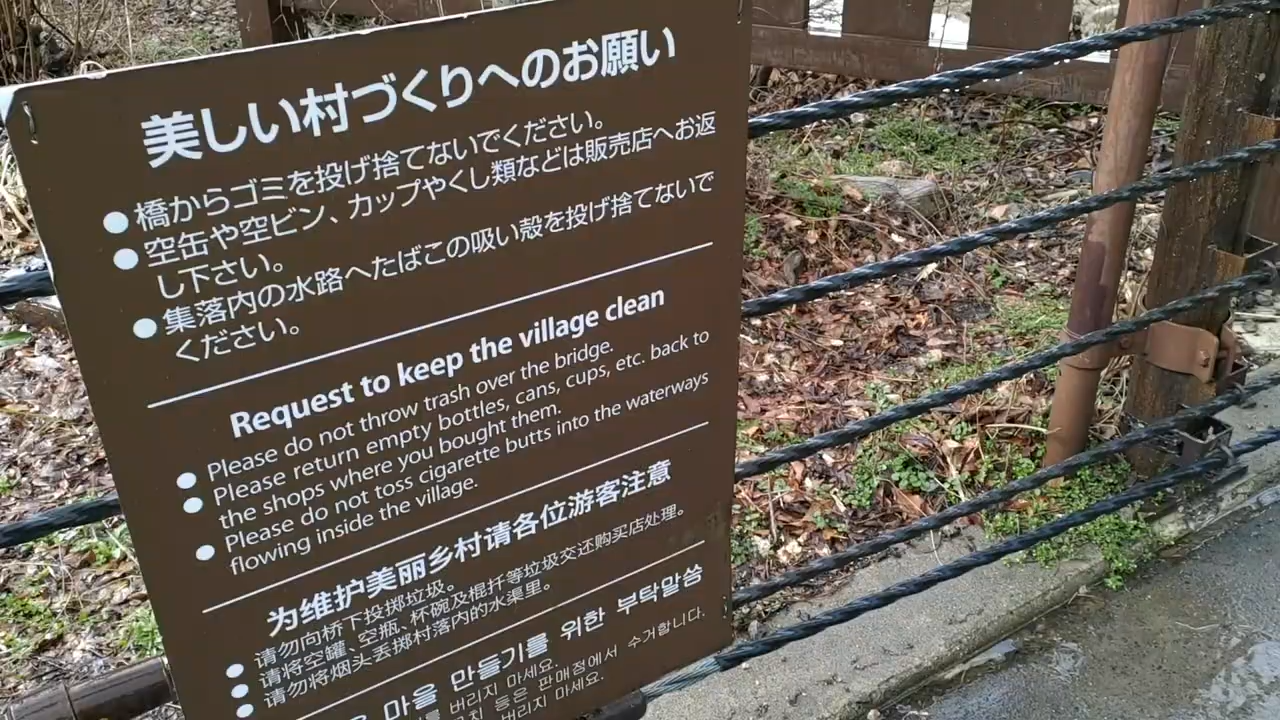 美しい村づくりへのお願い
●橋からゴミを投げ捨てないでください。
●空缶や空ビン、カップやくし類などは販売店へお返
し下さい。
●集落内の水路へたばこの吸い殻を投げ捨てないで
ください。
Request to keep the village clean
●Please do not throw trash over the bridge.
●Please return empty bottles, cans, cups, etc. back to
the shops where you bought them.
●Please do not toss cigarette butts into the waterways
flowing inside the village.
为维护美丽乡村请各位游客注意
●请勿向桥下投掷垃圾。
●请将空罐、空瓶、杯碗及棍扦等垃圾交还购买店处理。
●请勿将烟头丢掷村落内的水渠里。
마을 만들기를 위한 부탁말씀
버리지 마세요.
등은 판매점에서 수거합니다.
버리지 마세요.